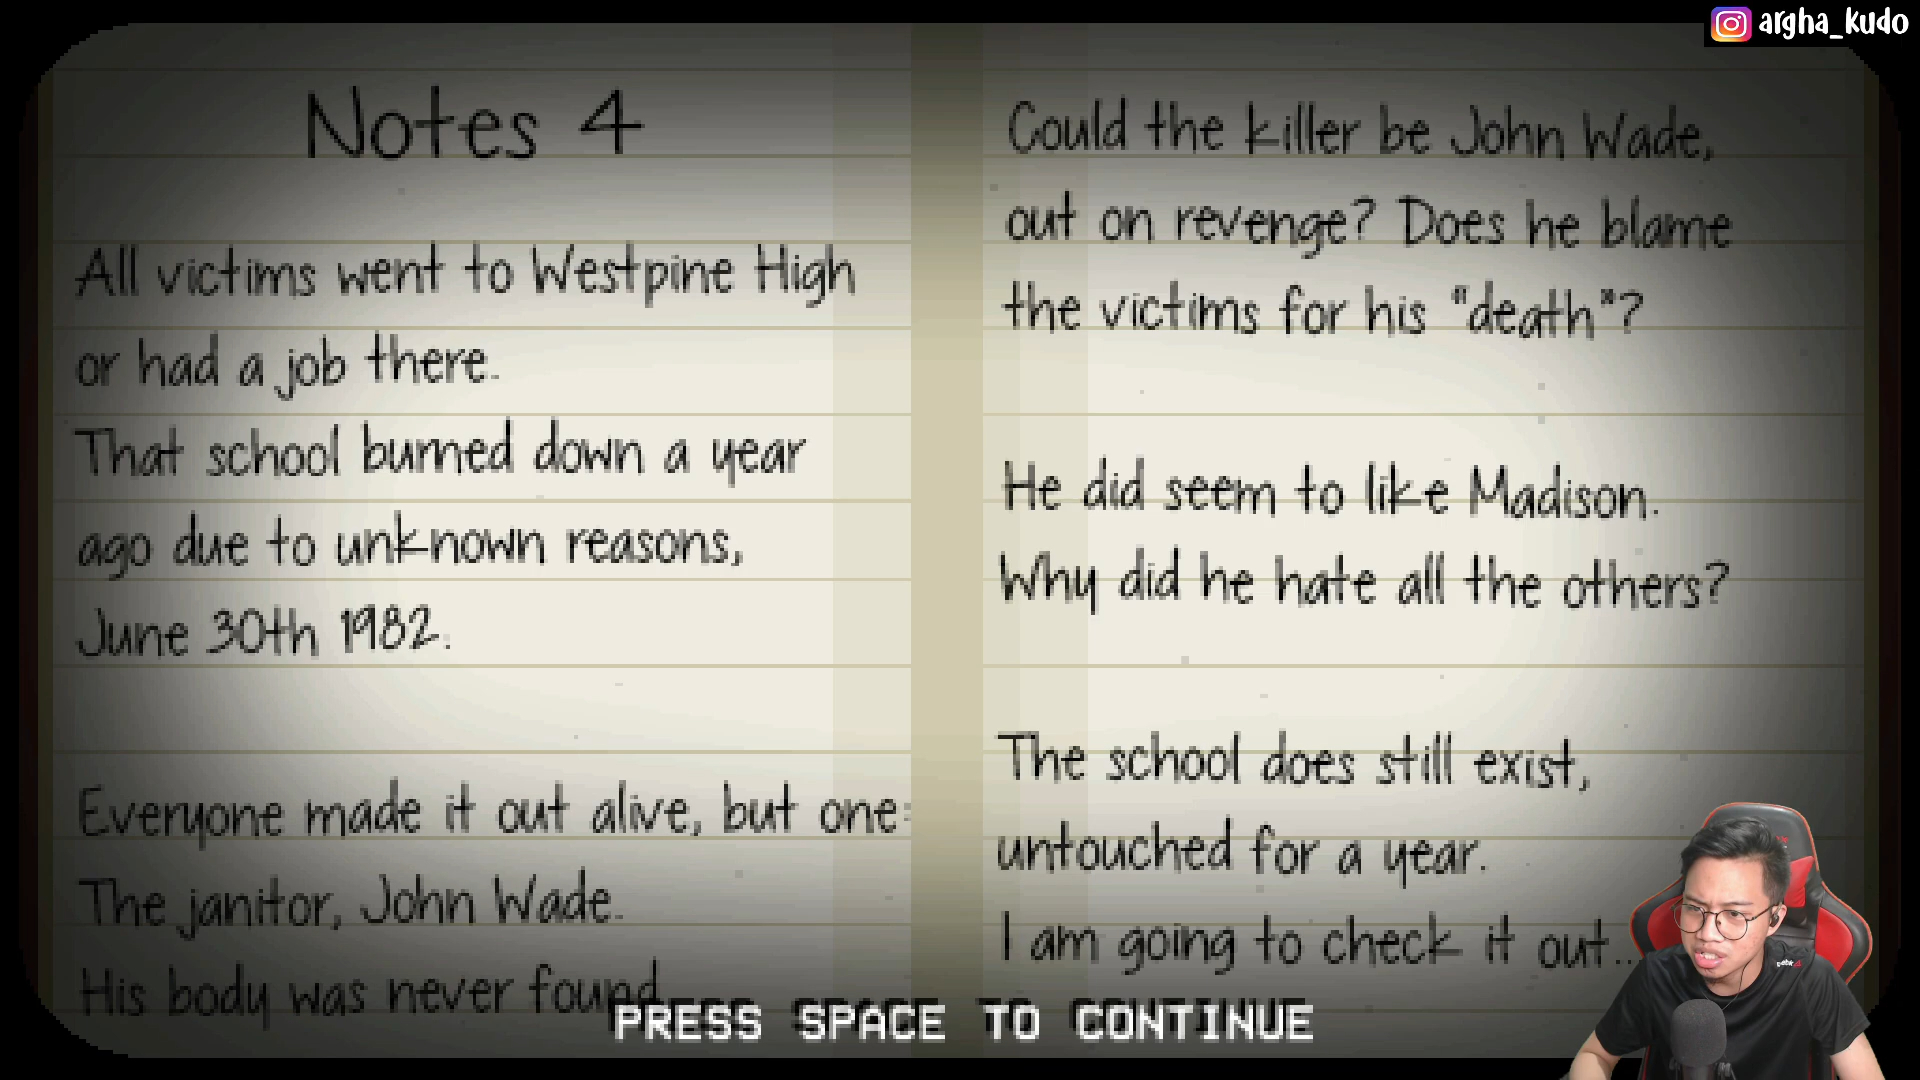 argha_kudo
Notes 4
All victims went to Westpine High
or had a job there.
That school burned down a year
ago due to unknown reasons,
June 30th 1982.
Everyone made it out alive, but one:
The janitor, John Wade.
His body was never found
Could the killer be John Wade,
out on revenge? Does he blame
the victims for his "death"?
He did seem to like Madison.
Why did he hate all the others?
The school does still exist,
untouched for a year.
I am going to check it out...
PRESS SPACE TO CONTINUE